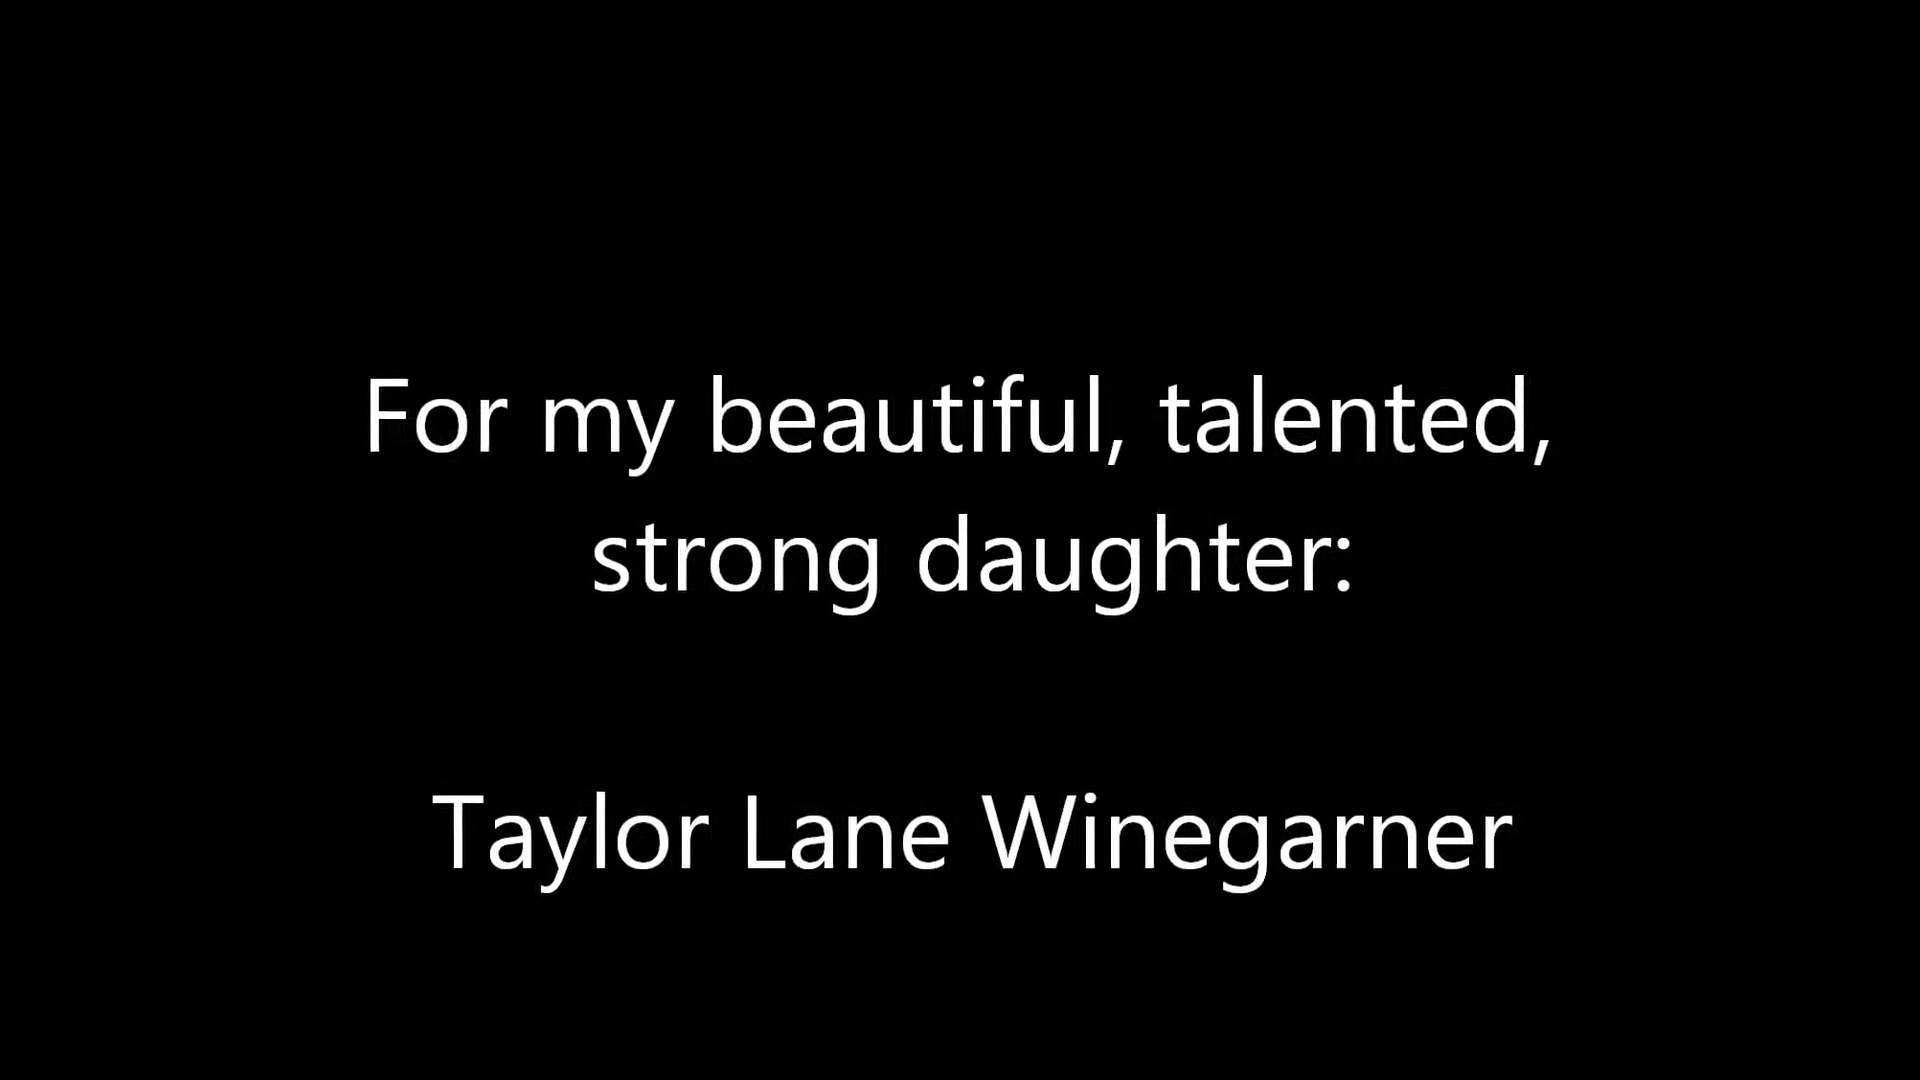 For my beautiful, talented,
strong daughter:
Taylor Lane Winegarner